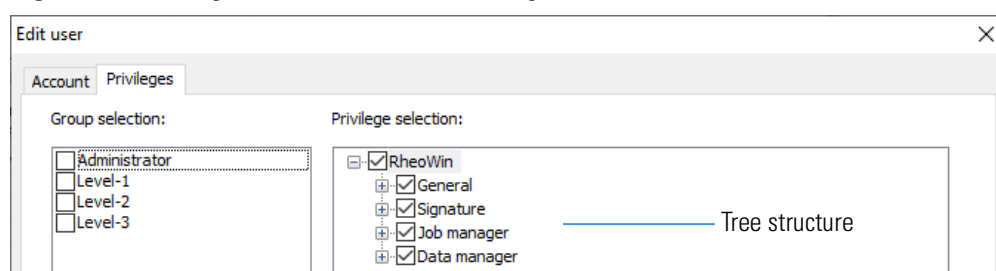 Edit user
Account Privileges
Group selection:
Privilege selection:
Administrator
Level-1
Level-2
Level-3
RheoWin
General
Signature
Job manager
Data manager
Tree structure